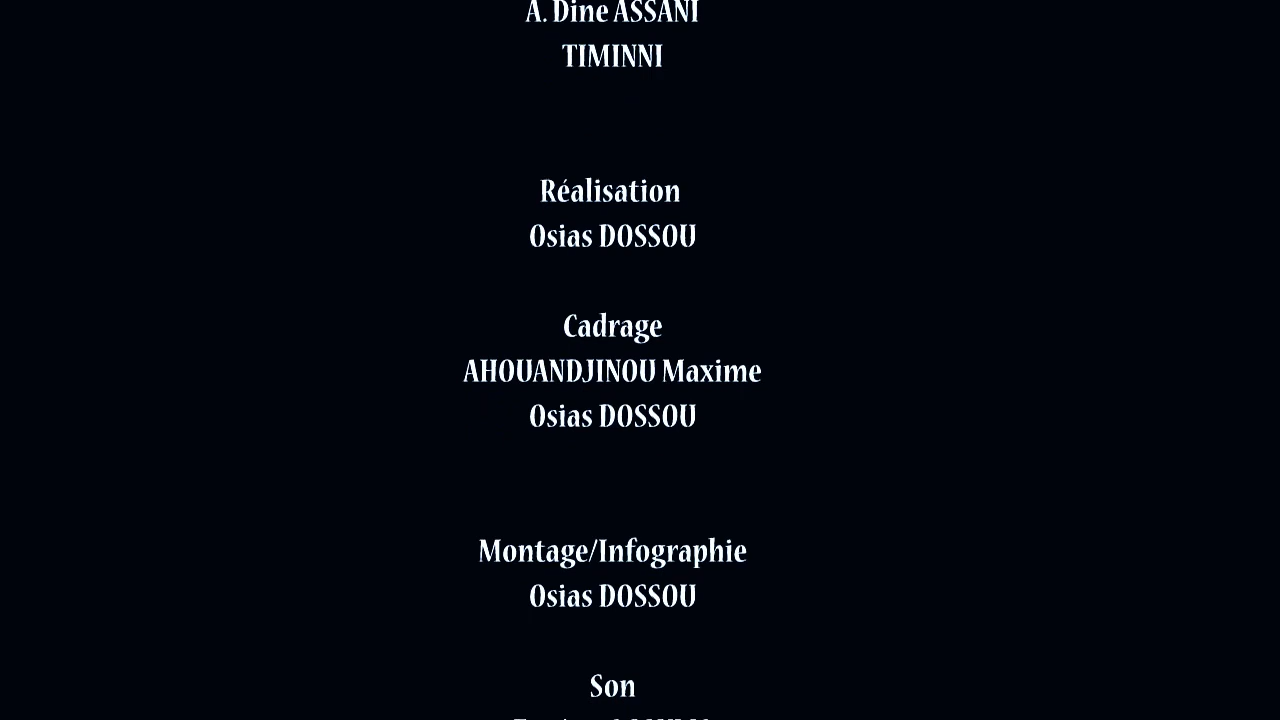 A. Dine ASSANI
TIMINNI
Réalisation
Osias DOSSOU
Cadrage
AHOUANDJINOU Maxime
Osias DOSSOU
Montage/Infographie
Osias DOSSOU
Son